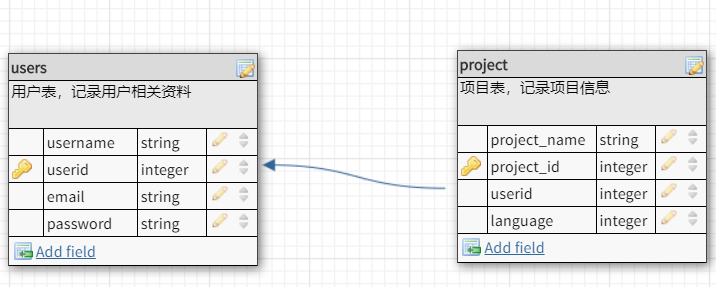 users
用户表，记录用户相关资料
username string
userid integer
email string
password string
Add field
project
项目表，记录项目信息
project_name string
project_id integer
userid integer
language integer
Add field